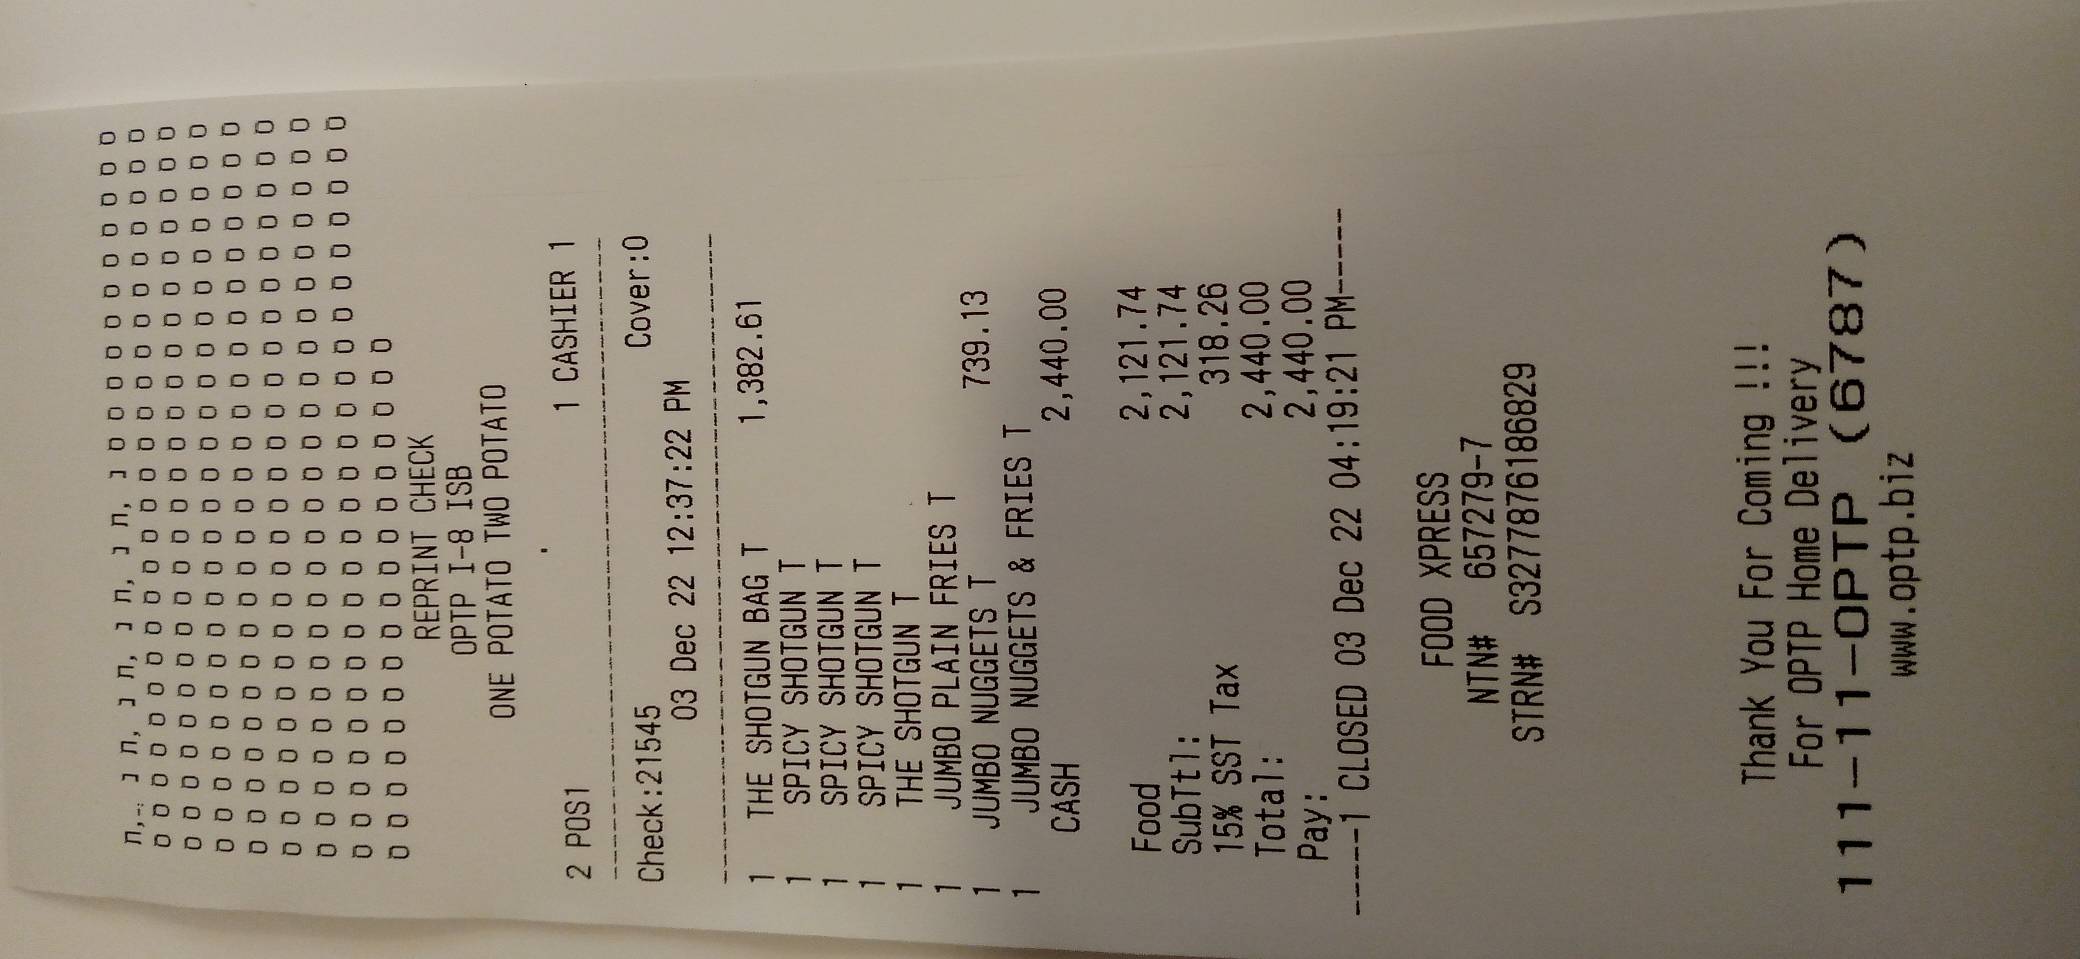 REPRINT CHECK
OPTP I-8 ISB
ONE POTATO TWO POTATO
2 POS1 1 CASHIER 1
Check:21545 Cover:0
03 Dec 22 12:37:22 PM
1 THE SHOTGUN BAG T 1,382.61
1 SPICY SHOTGUN T
1 SPICY SHOTGUN T
1 SPICY SHOTGUN T
1 THE SHOTGUN T
1 JUMBO PLAIN FRIES T
1 JUMBO NUGGETS T 739.13
1 JUMBO NUGGETS & FRIES T
CASH 2,440.00
Food 2,121.74
SubTtl: 2,121.74
15% SST Tax 318.26
Total: 2,440.00
Pay: 2,440.00
-----1 CLOSED 03 Dec 22 04:19:21 PM-----
FOOD XPRESS
NTN# 657279-7
STRN# S3277876186829
Thank You For Coming !!!
For OPTP Home Delivery
111-11-OPTP (6787)
www.optp.biz